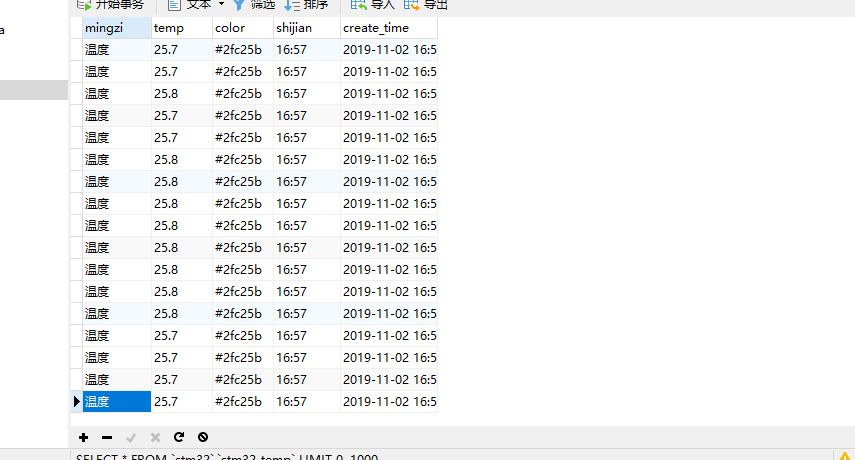 开始事务 文本 筛选 排序 导入 导出
a
mingzi temp color shijian create_time
温度 25.7 #2fc25b 16:57 2019-11-02 16:5
温度 25.7 #2fc25b 16:57 2019-11-02 16:5
温度 25.8 #2fc25b 16:57 2019-11-02 16:5
温度 25.7 #2fc25b 16:57 2019-11-02 16:5
温度 25.7 #2fc25b 16:57 2019-11-02 16:5
温度 25.8 #2fc25b 16:57 2019-11-02 16:5
温度 25.8 #2fc25b 16:57 2019-11-02 16:5
温度 25.8 #2fc25b 16:57 2019-11-02 16:5
温度 25.8 #2fc25b 16:57 2019-11-02 16:5
温度 25.8 #2fc25b 16:57 2019-11-02 16:5
温度 25.8 #2fc25b 16:57 2019-11-02 16:5
温度 25.8 #2fc25b 16:57 2019-11-02 16:5
温度 25.8 #2fc25b 16:57 2019-11-02 16:5
温度 25.7 #2fc25b 16:57 2019-11-02 16:5
温度 25.7 #2fc25b 16:57 2019-11-02 16:5
温度 25.7 #2fc25b 16:57 2019-11-02 16:5
温度 25.7 #2fc25b 16:57 2019-11-02 16:5
SELECT * FROM `stm32`.`stm32_temp` LIMIT 0, 1000